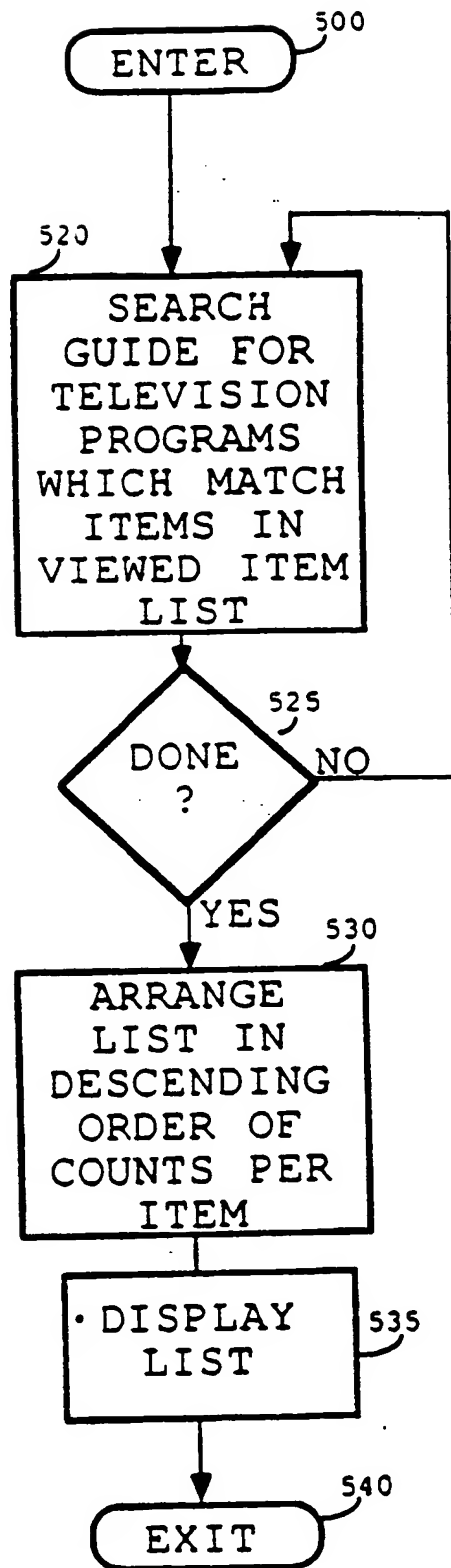 500
ENTER
520
SEARCH
GUIDE FOR
TELEVISION
PROGRAMS
WHICH MATCH
ITEMS IN
VIEWED ITEM
LIST
525
DONE
?
NO
YES
530
ARRANGE
LIST IN
DESCENDING
ORDER OF
COUNTS PER
ITEM
DISPLAY
LIST
535
540
EXIT